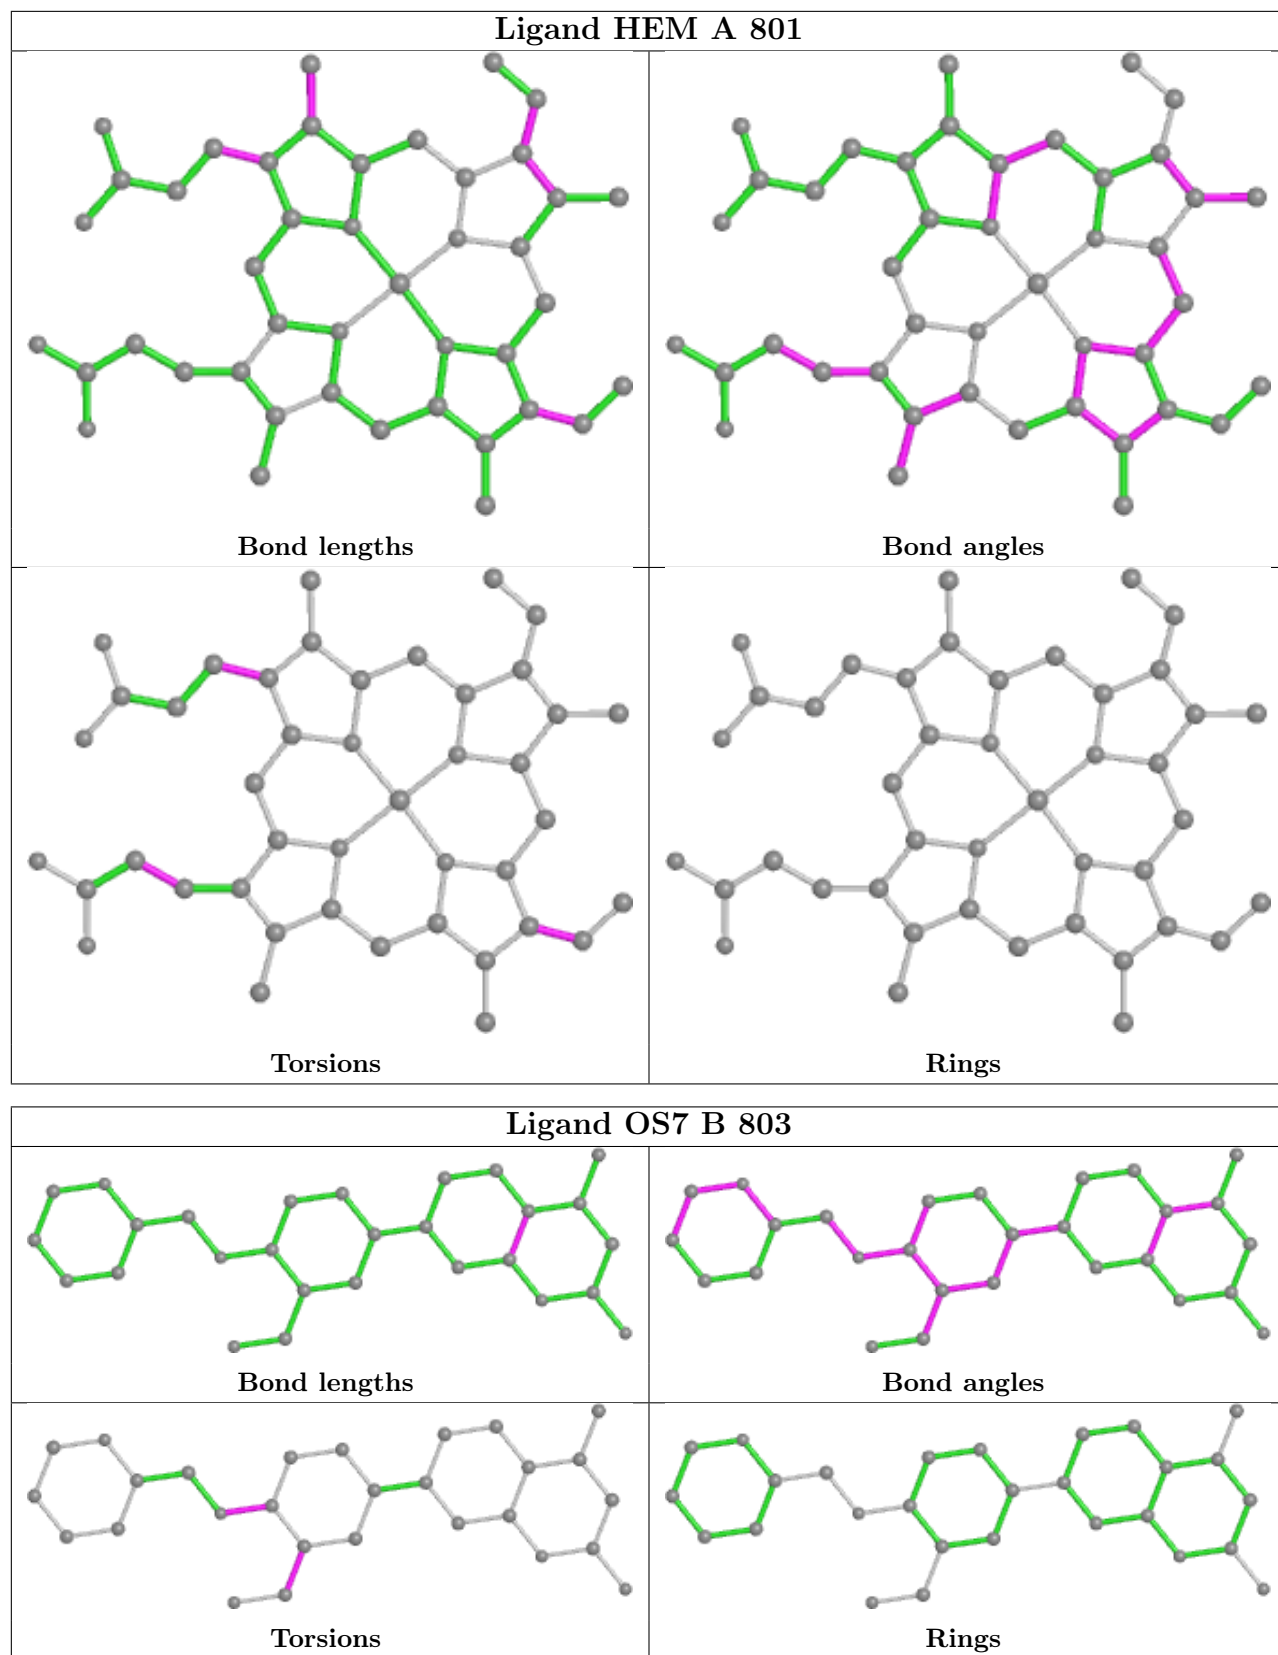 Ligand HEM A 801
Bond lengths
Bond angles
Torsions
Rings
Ligand OS7 B 803
Bond lengths
Bond angles
Torsions
Rings